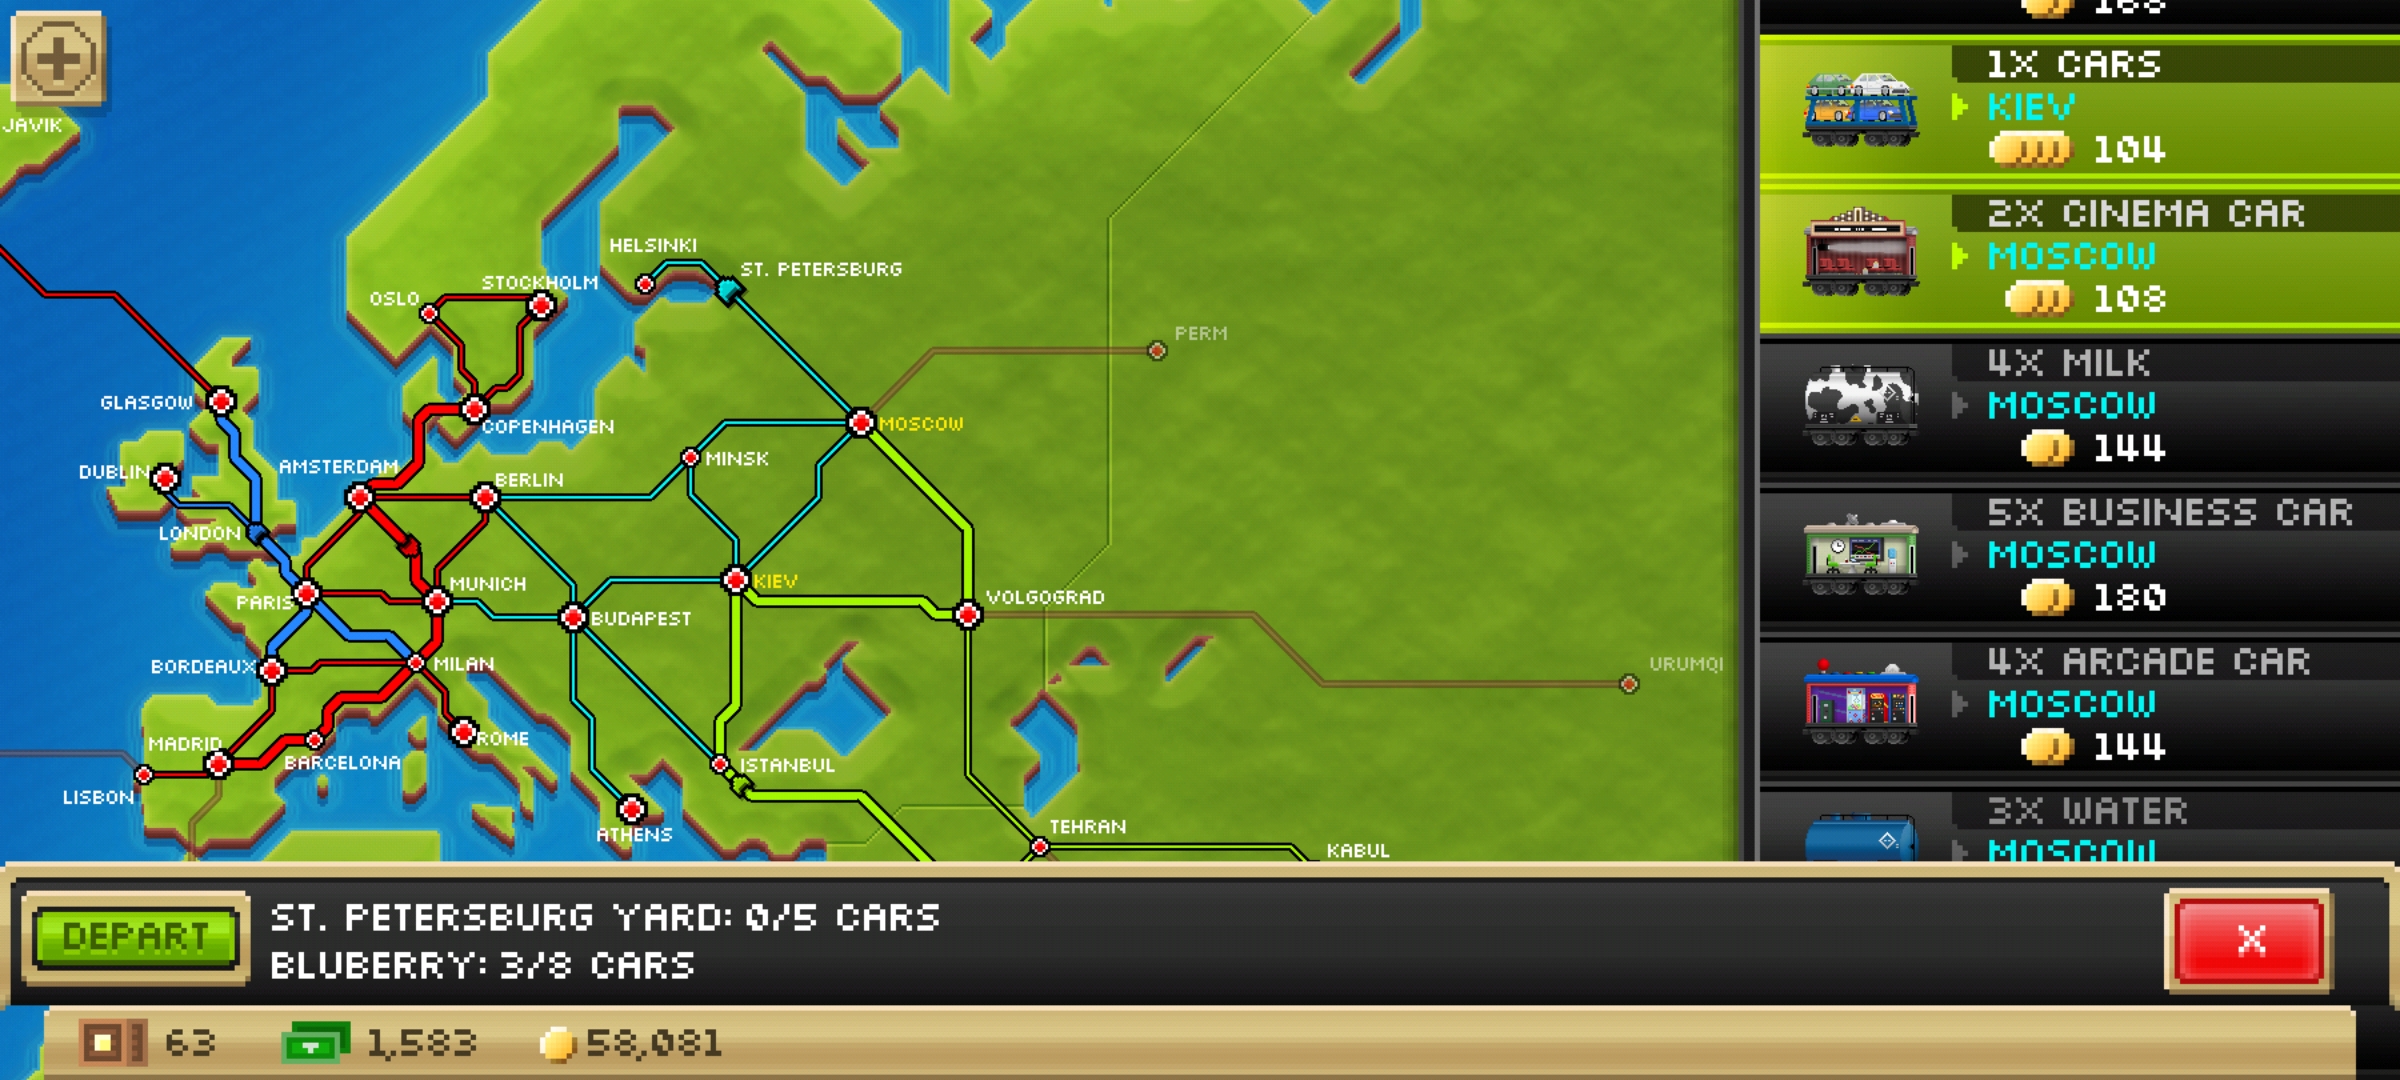 168
1X CARS
KIEV
104
2X CINEMA CAR
MOSCOW
108
4X MILK
MOSCOW
144
5X BUSINESS CAR
MOSCOW
180
4X ARCADE CAR
MOSCOW
144
3X WATER
MOSCOW
JAVIK
HELSINKI
ST. PETERSBURG
STOCKHOLM
OSLO
PERM
GLASGOW
COPENHAGEN
MOSCOW
MINSK
DUBLIN
AMSTERDAM
BERLIN
LONDON
MUNICH
KIEV
PARIS
VOLGOGRAD
BUDAPEST
BORDEAUX
MILAN
URUMQI
MADRID
ROME
BARCELONA
ISTANBUL
LISBON
ATHENS
TEHRAN
KABUL
DEPART
ST. PETERSBURG YARD: 0/5 CARS
BLUBERRY: 3/8 CARS
X
63
1,583
58,081